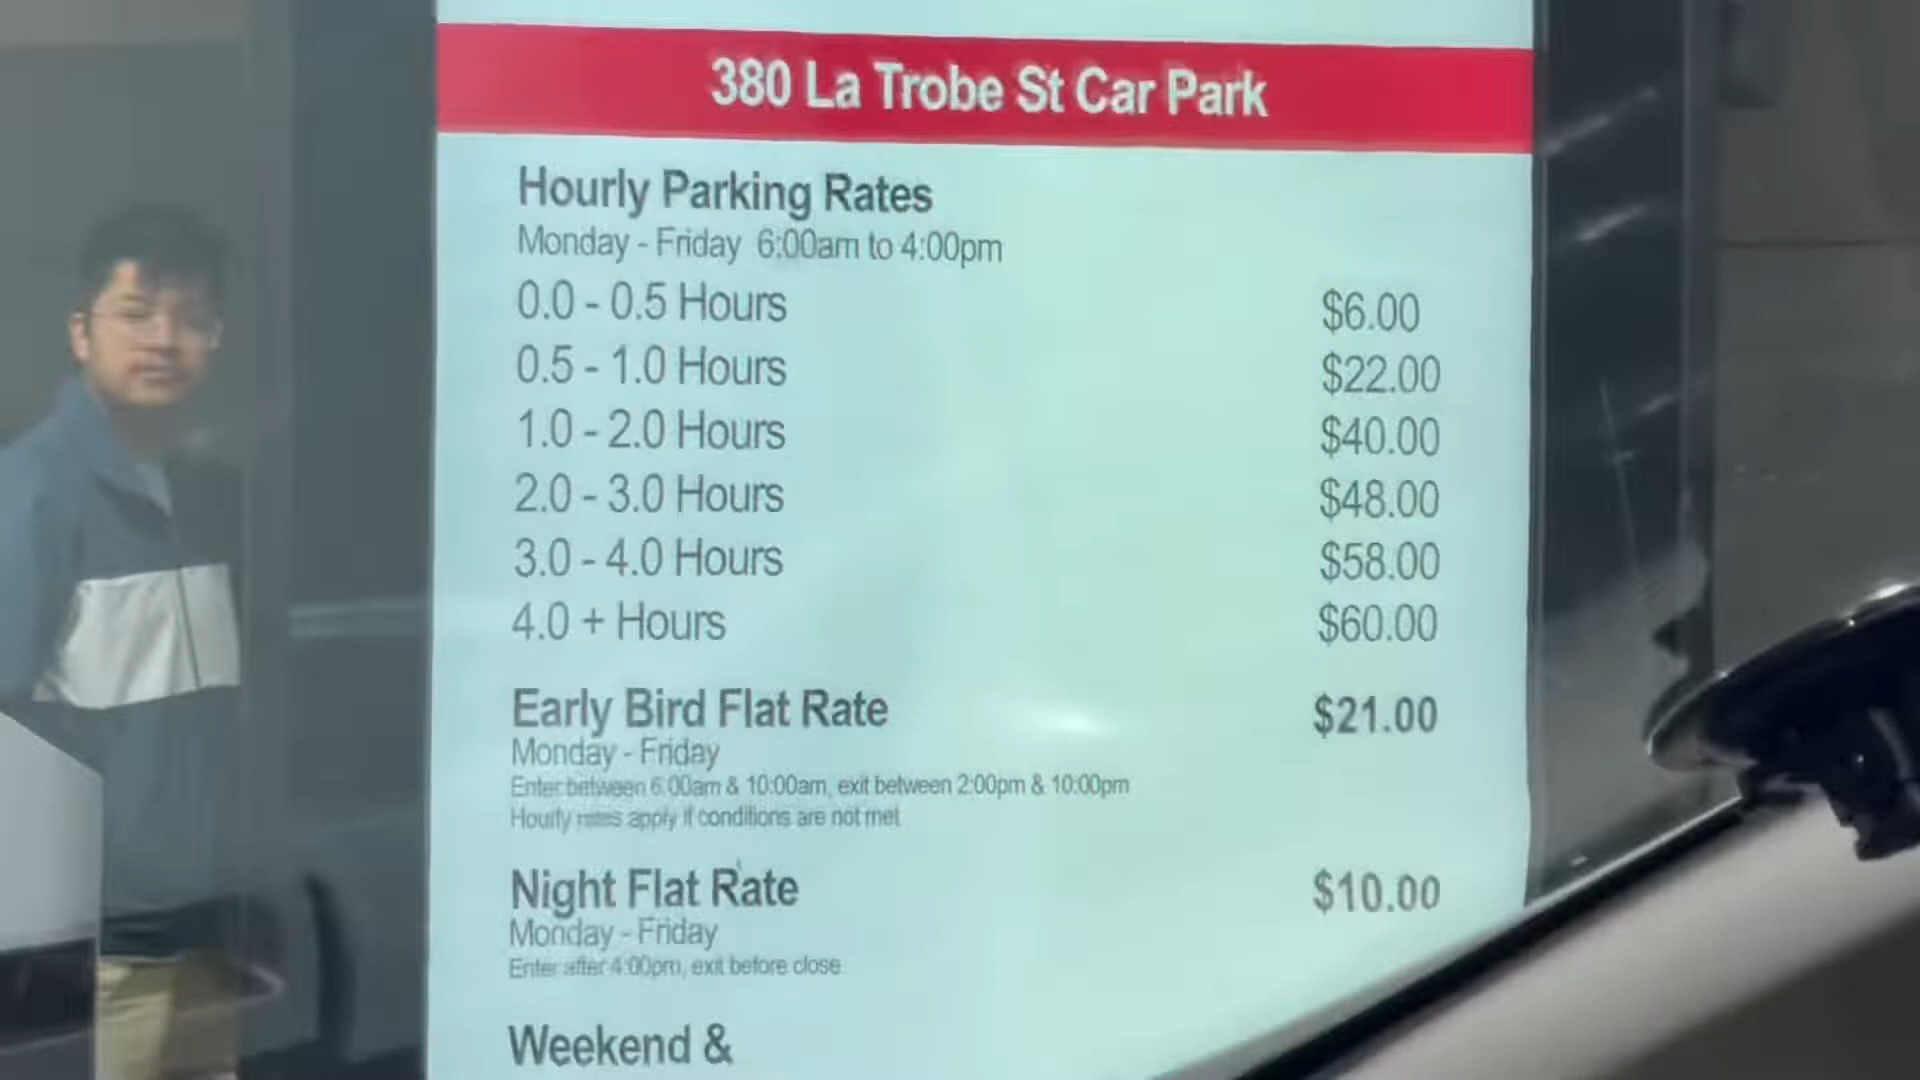 380 La Trobe St Car Park
Hourly Parking Rates
Monday - Friday 6:00am to 4:00pm
0.0 - 0.5 Hours $6.00
0.5 - 1.0 Hours $22.00
1.0 - 2.0 Hours $40.00
2.0 - 3.0 Hours $48.00
3.0 - 4.0 Hours $58.00
4.0 + Hours $60.00
Early Bird Flat Rate $21.00
Monday - Friday
Enter between 6:00am & 10:00am, exit between 2:00pm & 10:00pm
Hourly rates apply if conditions are not met
Night Flat Rate $10.00
Monday - Friday
Enter after 4:00pm, exit before close
Weekend &